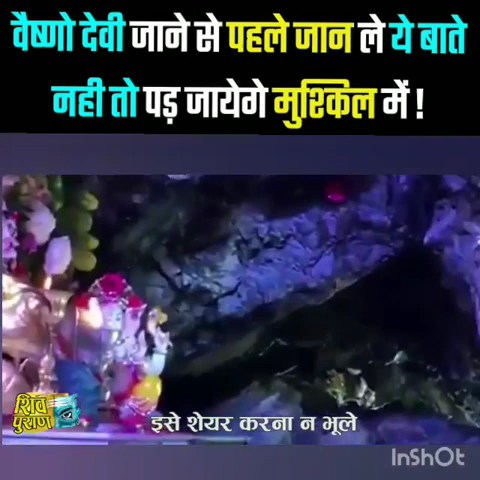 वैष्णो देवी जाने से पहले जान ले ये बाते
नही तो पड़ जायेगे मुश्किल में !
शिव
पुराण
इसे शेयर करना न भूले
InShOt